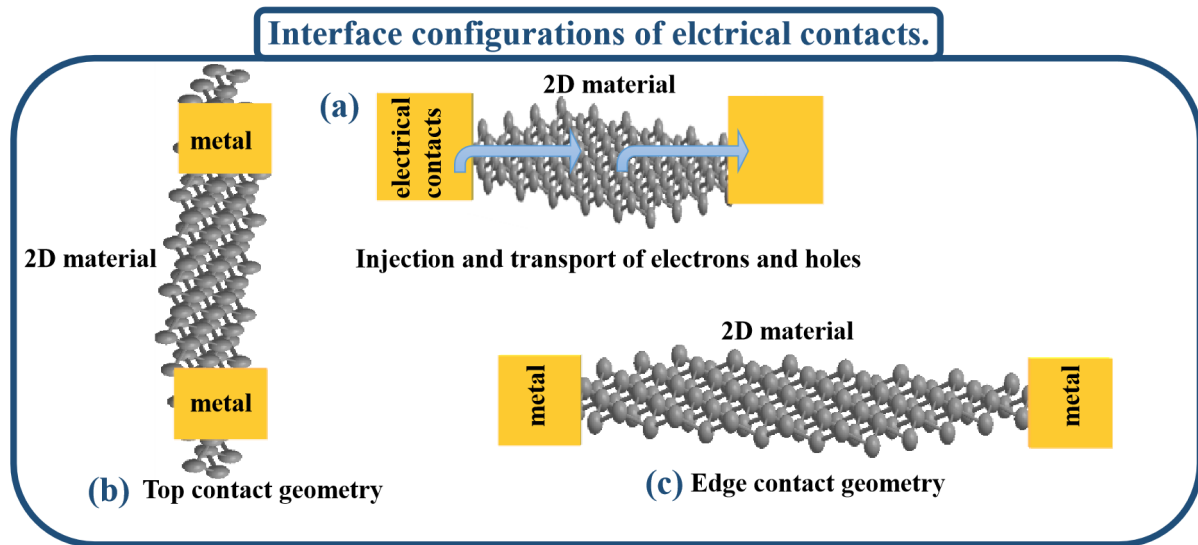 Interface configurations of elctrical contacts.
(a)
2D material
electrical
contacts
Injection and transport of electrons and holes
metal
2D material
metal
(b) Top contact geometry
2D material
metal
metal
(c) Edge contact geometry